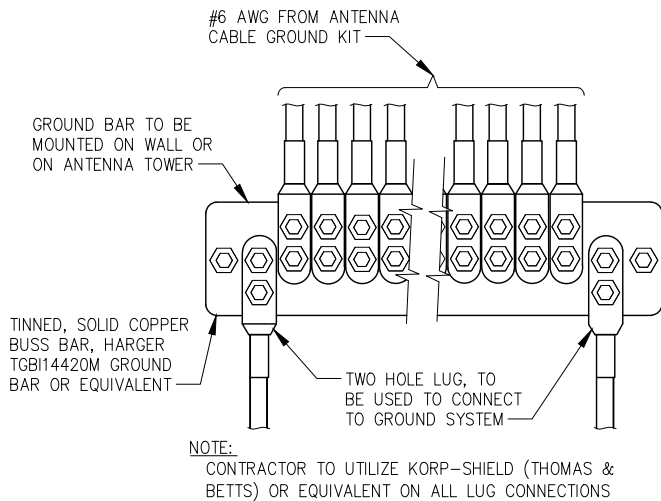 #6 AWG FROM ANTENNA
CABLE GROUND KIT
GROUND BAR TO BE
MOUNTED ON WALL OR
ON ANTENNA TOWER
TINNED, SOLID COPPER
BUSS BAR, HARGER
TGBI14420M GROUND
BAR OR EQUIVALENT
TWO HOLE LUG, TO
BE USED TO CONNECT
TO GROUND SYSTEM
NOTE:
CONTRACTOR TO UTILIZE KORP-SHIELD (THOMAS &
BETTS) OR EQUIVALENT ON ALL LUG CONNECTIONS